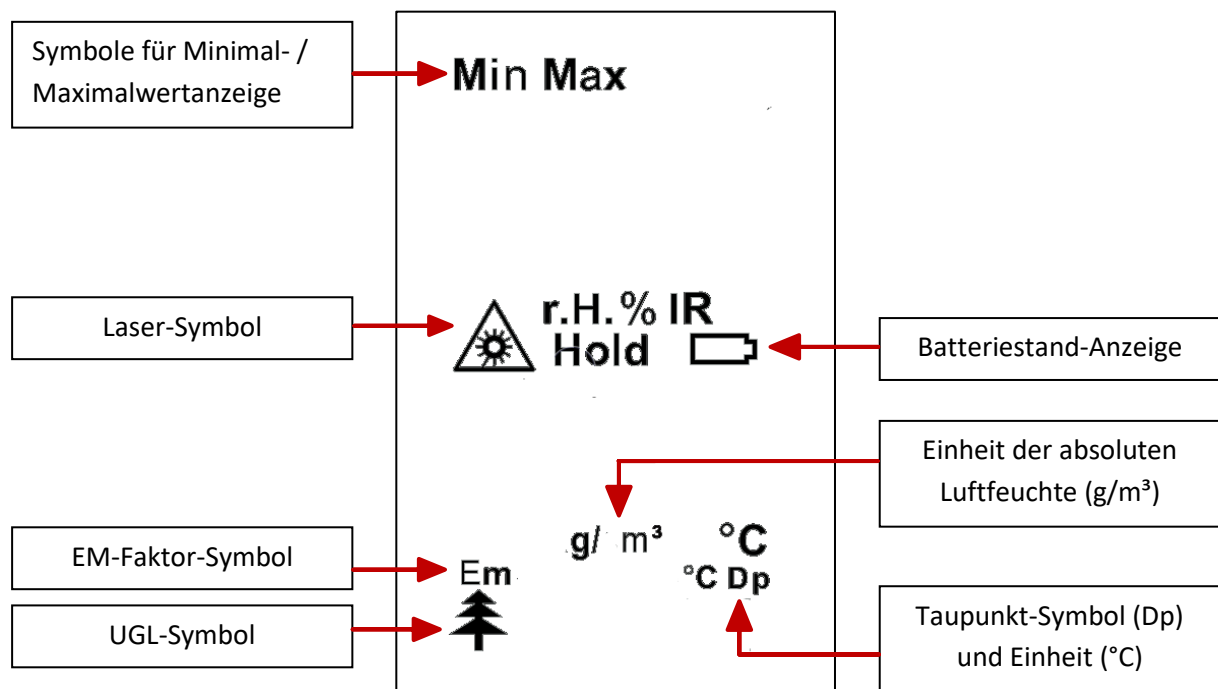 Symbole für Minimal- /
Maximalwertanzeige
Min Max
Laser-Symbol
r.H.% IR
Hold
Batteriestand-Anzeige
Einheit der absoluten
Luftfeuchte (g/m³)
EM-Faktor-Symbol
g/ m³ °C
Em
°C Dp
UGL-Symbol
Taupunkt-Symbol (Dp)
und Einheit (°C)